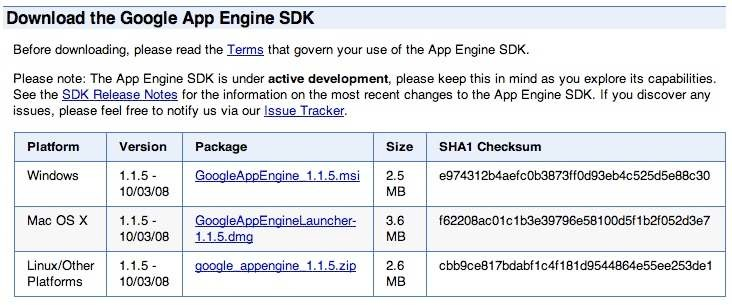 Download the Google App Engine SDK
Before downloading, please read the Terms that govern your use of the App Engine SDK.
Please note: The App Engine SDK is under active development, please keep this in mind as you explore its capabilities.
See the SDK Release Notes for the information on the most recent changes to the App Engine SDK. If you discover any
issues, please feel free to notify us via our Issue Tracker.
Platform Version Package Size SHA1 Checksum
Windows 1.1.5 - GoogleAppEngine_1.1.5.msi 2.5 e974312b4aefc0b3873ff0d93eb4c525d5e88c30
10/03/08 MB
Mac OS X 1.1.5 - GoogleAppEngineLauncher- 3.6 f62208ac01c1b3e39796e58100d5f1b2f052d3e7
10/03/08 1.1.5.dmg MB
Linux/Other 1.1.5 - google_appengine_1.1.5.zip 2.6 cbb9ce817bdabf1c4f181d9544864e55ee253de1
Platforms 10/03/08 MB